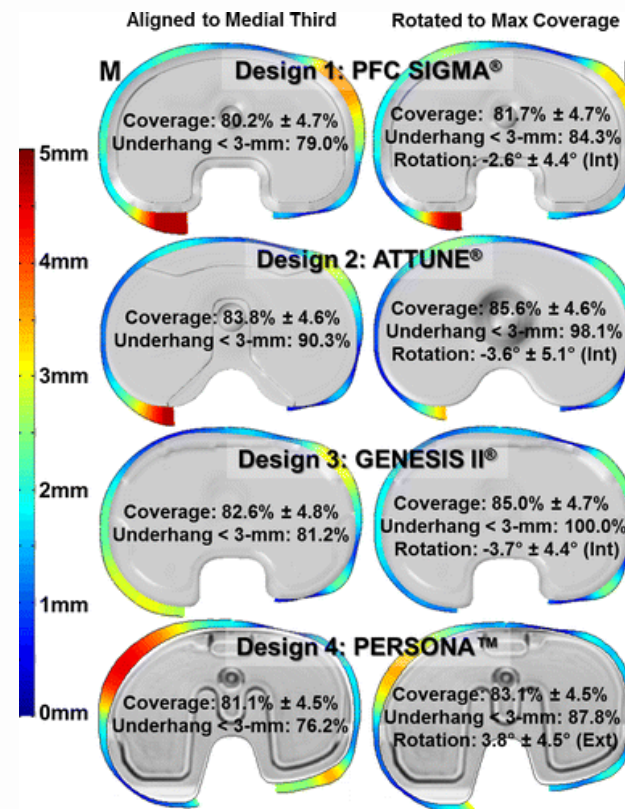 Aligned to Medial Third
Rotated to Max Coverage
M
Design 1: PFC SIGMA®
Coverage: 80.2% ± 4.7%
Underhang < 3-mm: 79.0%
Coverage: 81.7% ± 4.7%
Underhang < 3-mm: 84.3%
Rotation: -2.6° ± 4.4° (Int)
5mm
4mm
3mm
2mm
1mm
0mm
Design 2: ATTUNE®
Coverage: 83.8% ± 4.6%
Underhang < 3-mm: 90.3%
Coverage: 85.6% ± 4.6%
Underhang < 3-mm: 98.1%
Rotation: -3.6° ± 5.1° (Int)
Design 3: GENESIS II®
Coverage: 82.6% ± 4.8%
Underhang < 3-mm: 81.2%
Coverage: 85.0% ± 4.7%
Underhang < 3-mm: 100.0%
Rotation: -3.7° ± 4.4° (Int)
Design 4: PERSONA™
Coverage: 81.1% ± 4.5%
Underhang < 3-mm: 76.2%
Coverage: 83.1% ± 4.5%
Underhang < 3-mm: 87.8%
Rotation: 3.8° ± 4.5° (Ext)